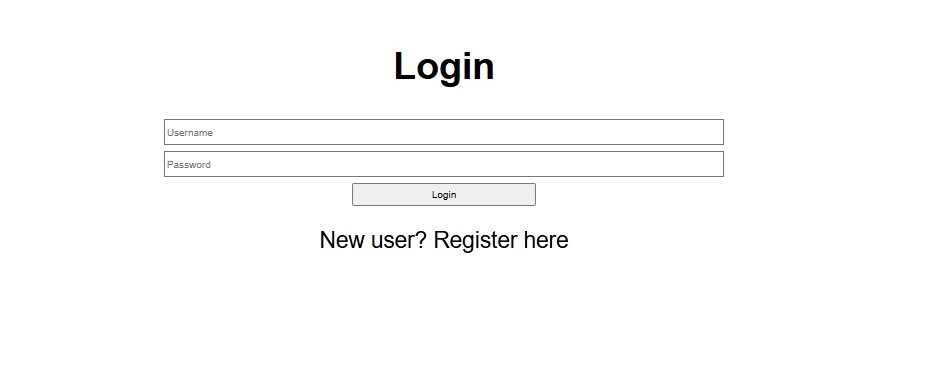 Login
Username
Password
Login
New user? Register here